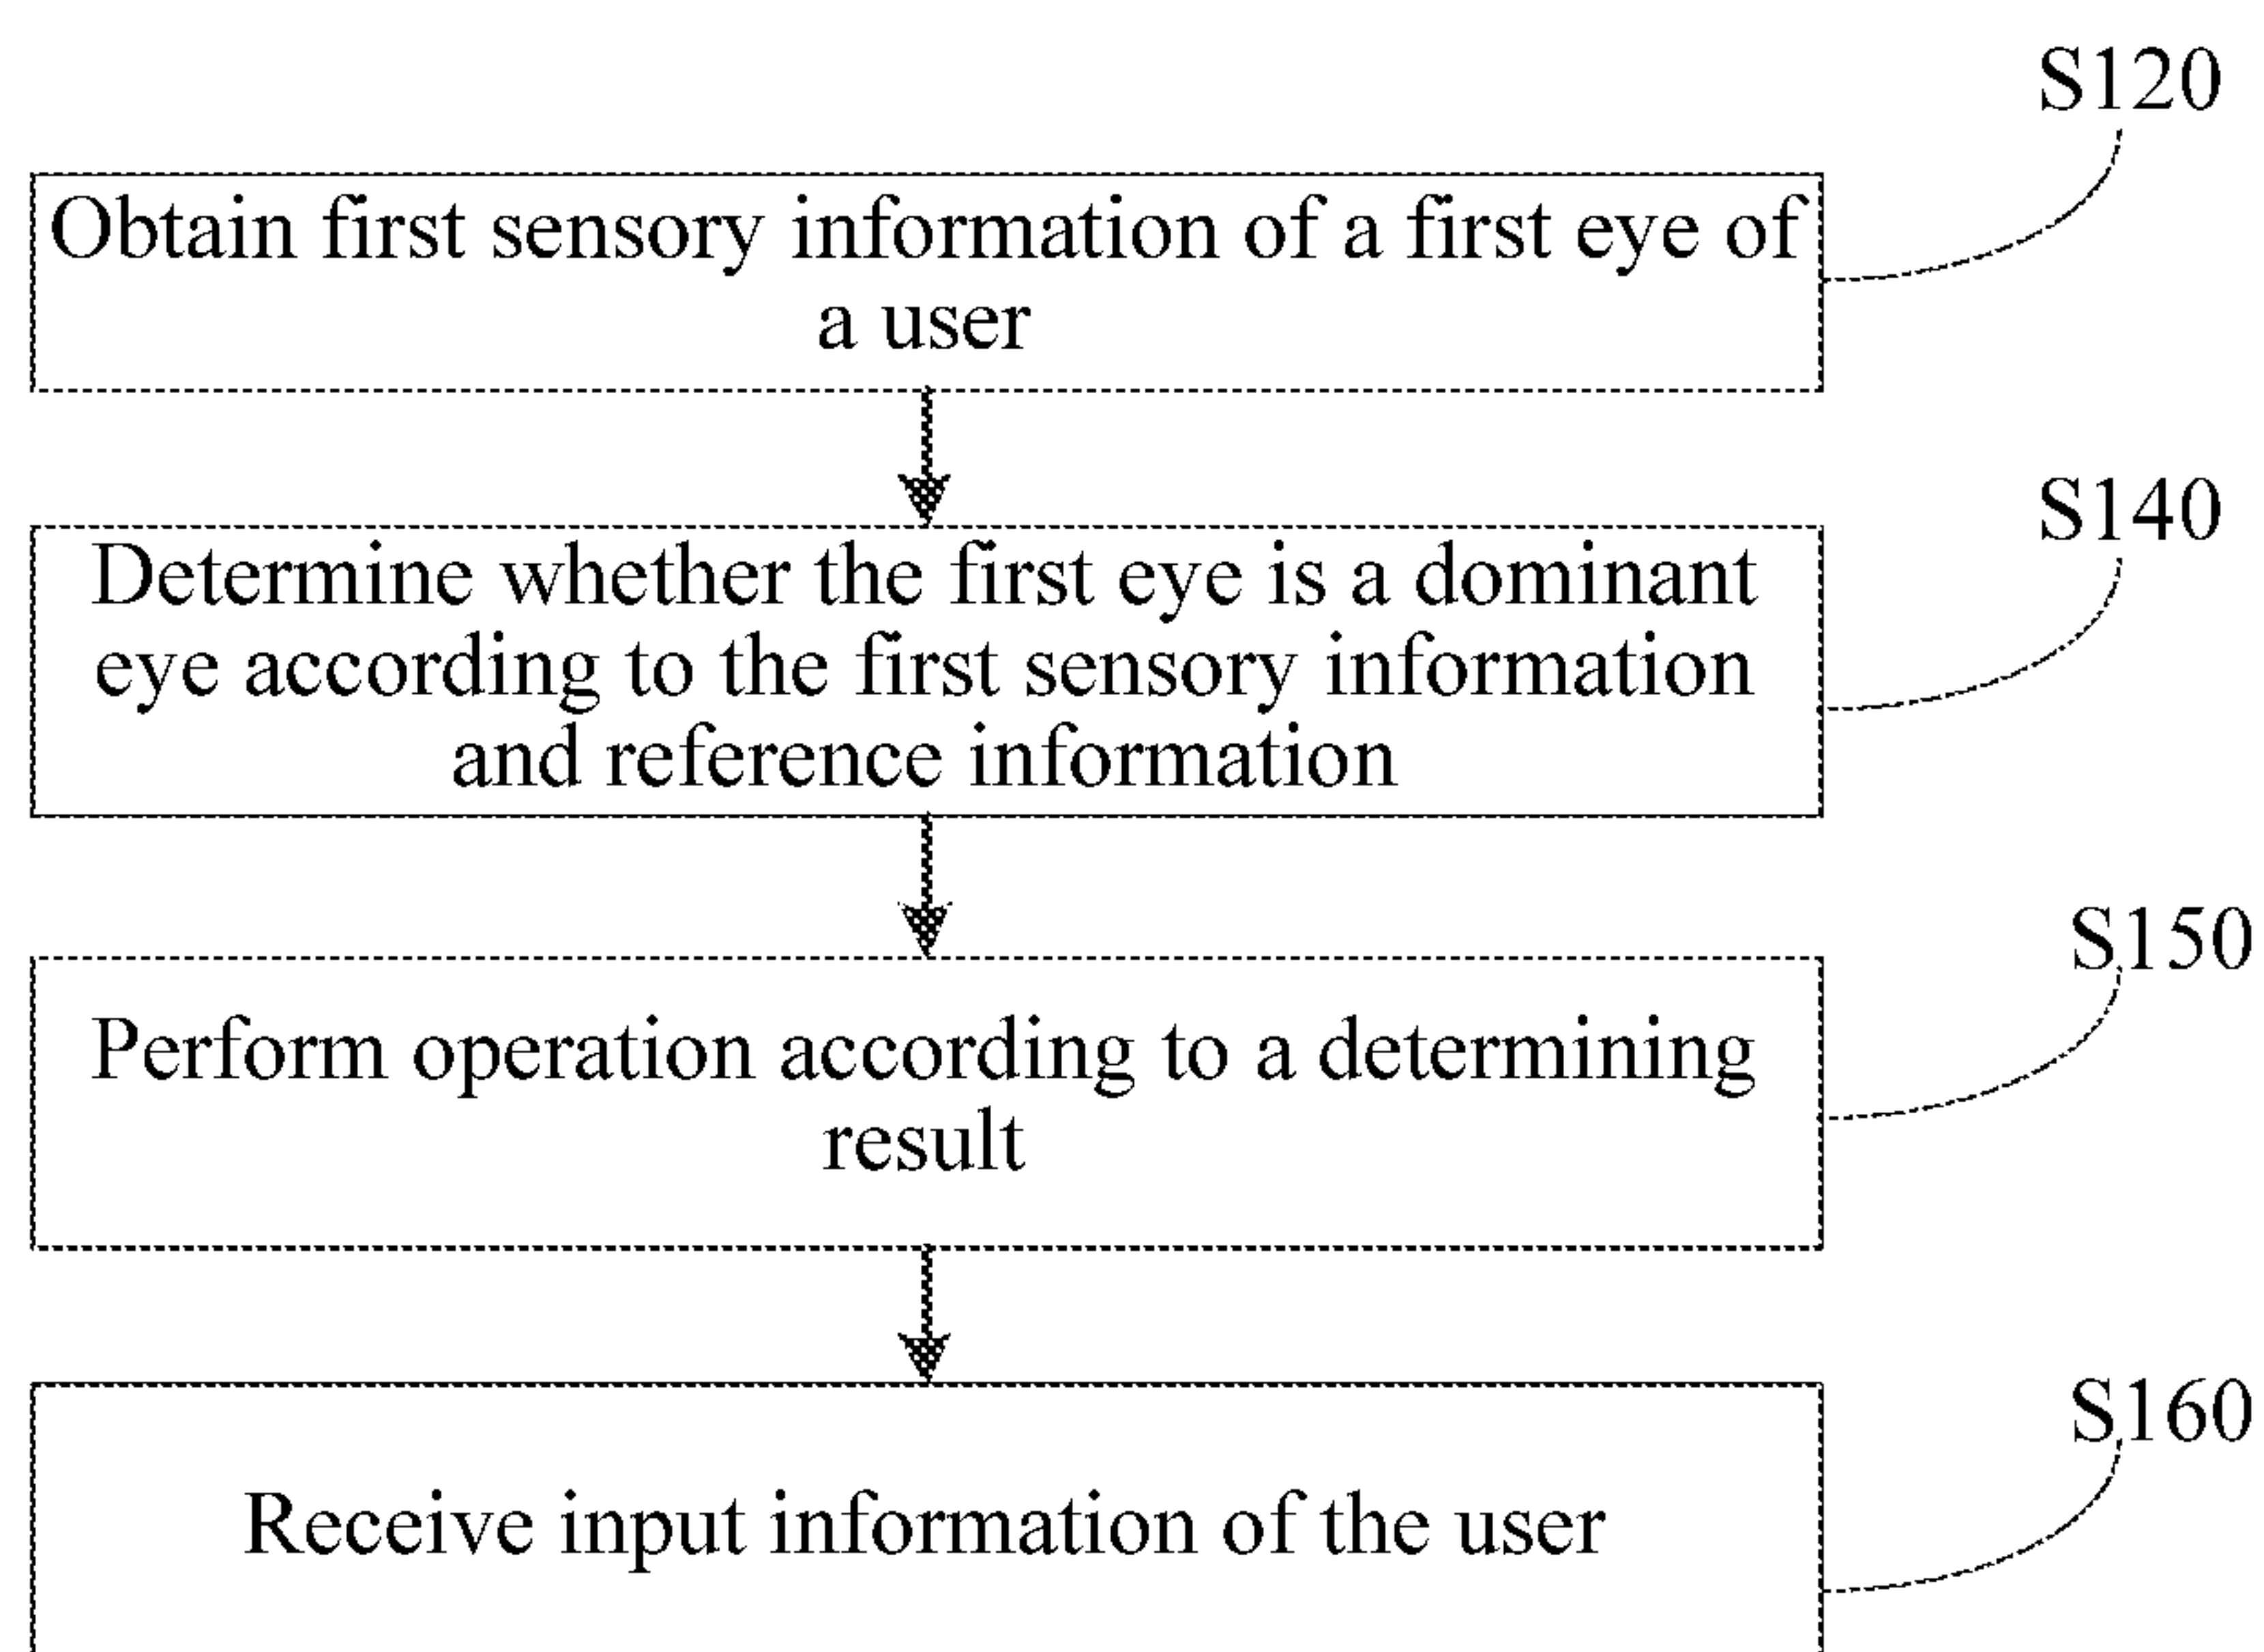 S120
Obtain first sensory information of a first eye of
a user
S140
Determine whether the first eye is a dominant
eye according to the first sensory information
and reference information
S150
Perform operation according to a determining
result
S160
Receive input information of the user